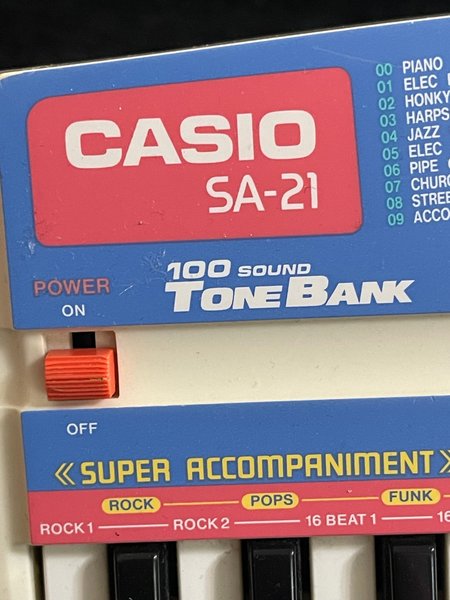 CASIO
SA-21
100 SOUND
TONEBANK
00 PIANO
01 ELEC
02 HONKY
03 HARPS
04 JAZZ
05 ELEC
06 PIPE
07 CHURC
08 STREE
09 ACCO
POWER
ON
OFF
《SUPER ACCOMPANIMENT》
ROCK POPS FUNK
ROCK 1 ROCK 2 16 BEAT 1 16